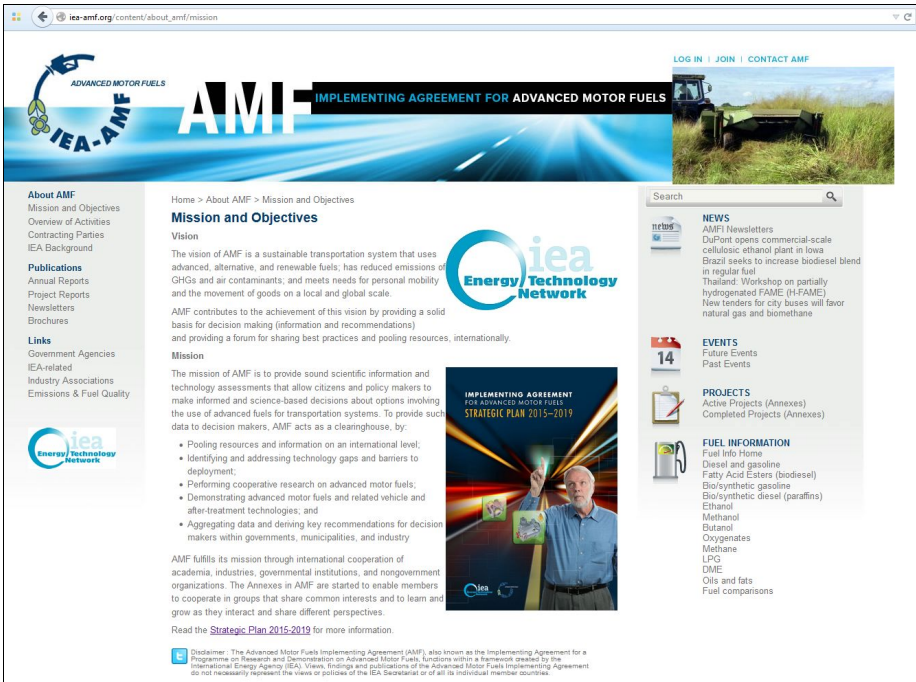 iea-amf.org/content/about_amf/mission
LOG IN | JOIN | CONTACT AMF
ADVANCED MOTOR FUELS
IEA-AMF
AMF IMPLEMENTING AGREEMENT FOR ADVANCED MOTOR FUELS
About AMF
Mission and Objectives
Overview of Activities
Contracting Parties
IEA Background
Publications
Annual Reports
Project Reports
Newsletters
Brochures
Links
Government Agencies
IEA-related
Industry Associations
Emissions & Fuel Quality
iea
Energy Technology
Network
Home > About AMF > Mission and Objectives
Mission and Objectives
Vision
The vision of AMF is a sustainable transportation system that uses
advanced, alternative, and renewable fuels; has reduced emissions of
GHGs and air contaminants; and meets needs for personal mobility
and the movement of goods on a local and global scale.
AMF contributes to the achievement of this vision by providing a solid
basis for decision making (information and recommendations)
and providing a forum for sharing best practices and pooling resources, internationally.
iea
Energy Technology
Network
Mission
The mission of AMF is to provide sound scientific information and
technology assessments that allow citizens and policy makers to
make informed and science-based decisions about options involving
the use of advanced fuels for transportation systems. To provide such
data to decision makers, AMF acts as a clearinghouse, by:
• Pooling resources and information on an international level;
• Identifying and addressing technology gaps and barriers to
deployment;
• Performing cooperative research on advanced motor fuels;
• Demonstrating advanced motor fuels and related vehicle and
after-treatment technologies; and
• Aggregating data and deriving key recommendations for decision
makers within governments, municipalities, and industry
AMF fulfills its mission through international cooperation of
academia, industries, governmental institutions, and nongovernment
organizations. The Annexes in AMF are started to enable members
to cooperate in groups that share common interests and to learn and
grow as they interact and share different perspectives.
Read the Strategic Plan 2015-2019 for more information.
IMPLEMENTING AGREEMENT
FOR ADVANCED MOTOR FUELS
STRATEGIC PLAN 2015–2019
iea
Disclaimer : The Advanced Motor Fuels Implementing Agreement (AMF), also known as the Implementing Agreement for a
Programme on Research and Demonstration on Advanced Motor Fuels, functions within a framework created by the
International Energy Agency (IEA). Views, findings and publications of the Advanced Motor Fuels Implementing Agreement
do not necessarily represent the views or policies of the IEA Secretariat or of all its individual member countries.
Search
news
NEWS
AMFI Newsletters
DuPont opens commercial-scale
cellulosic ethanol plant in Iowa
Brazil seeks to increase biodiesel blend
in regular fuel
Thailand: Workshop on partially
hydrogenated FAME (H-FAME)
New tenders for city buses will favor
natural gas and biomethane
14
EVENTS
Future Events
Past Events
PROJECTS
Active Projects (Annexes)
Completed Projects (Annexes)
FUEL INFORMATION
Fuel Info Home
Diesel and gasoline
Fatty Acid Esters (biodiesel)
Bio/synthetic gasoline
Bio/synthetic diesel (paraffins)
Ethanol
Methanol
Butanol
Oxygenates
Methane
LPG
DME
Oils and fats
Fuel comparisons